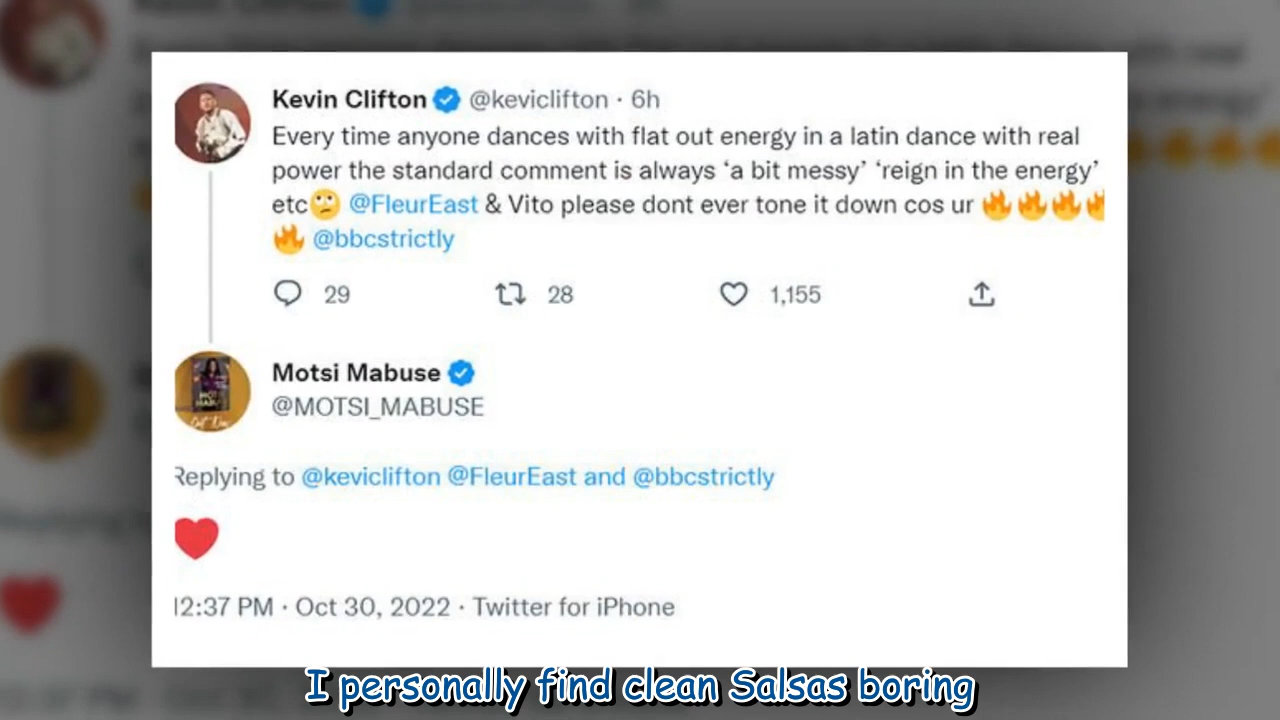 Kevin Clifton @keviclifton · 6h
Every time anyone dances with flat out energy in a latin dance with real
power the standard comment is always ‘a bit messy’ ‘reign in the energy’
etc🙄 @FleurEast & Vito please dont ever tone it down cos ur 🔥🔥🔥🔥
🔥 @bbcstrictly
29 28 1,155
Motsi Mabuse
@MOTSI_MABUSE
Replying to @keviclifton @FleurEast and @bbcstrictly
❤️
12:37 PM · Oct 30, 2022 · Twitter for iPhone
I personally find clean Salsas boring